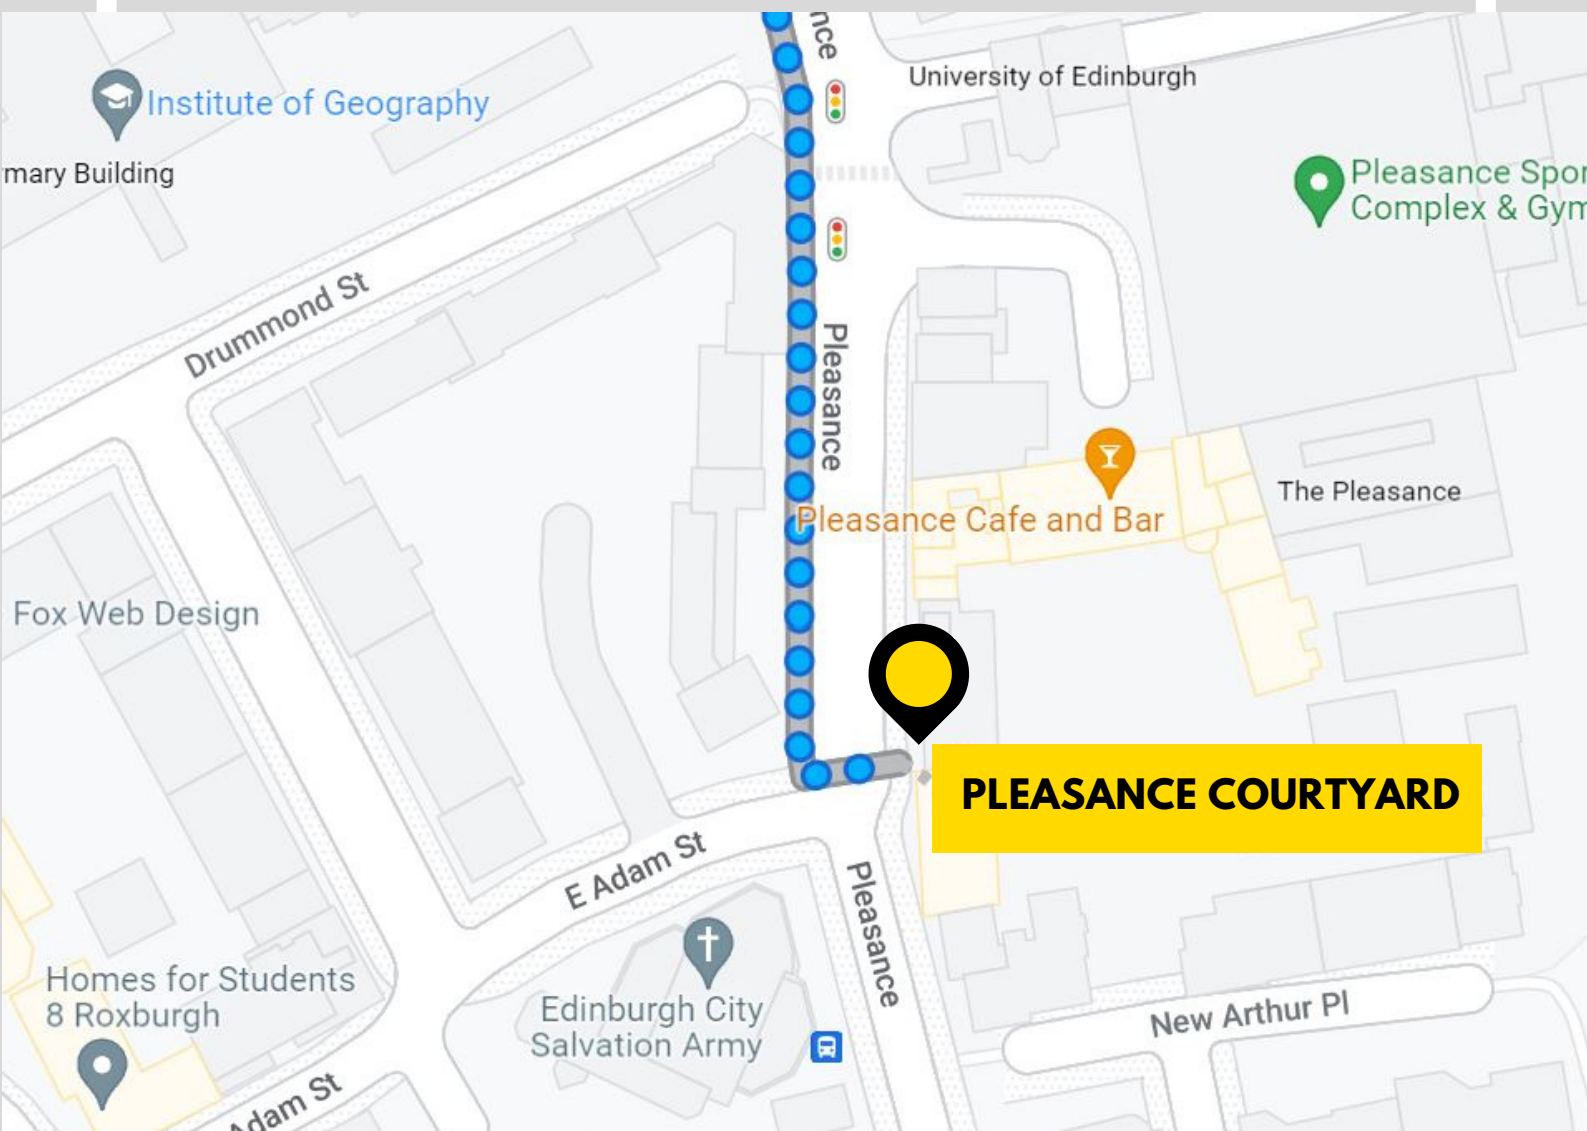 nce
University of Edinburgh
Institute of Geography
mary Building
Pleasance Spor
Complex & Gym
Drummond St
Pleasance
The Pleasance
Pleasance Cafe and Bar
Fox Web Design
PLEASANCE COURTYARD
E Adam St
Pleasance
Homes for Students
8 Roxburgh
Edinburgh City
Salvation Army
New Arthur Pl
Adam St